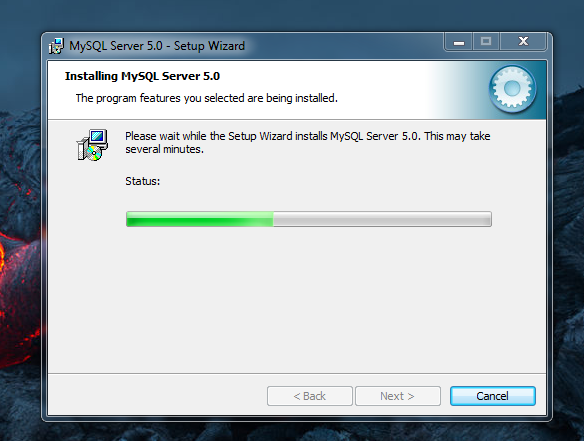 MySQL Server 5.0 - Setup Wizard
Installing MySQL Server 5.0
The program features you selected are being installed.
Please wait while the Setup Wizard installs MySQL Server 5.0. This may take
several minutes.
Status:
< Back
Next >
Cancel